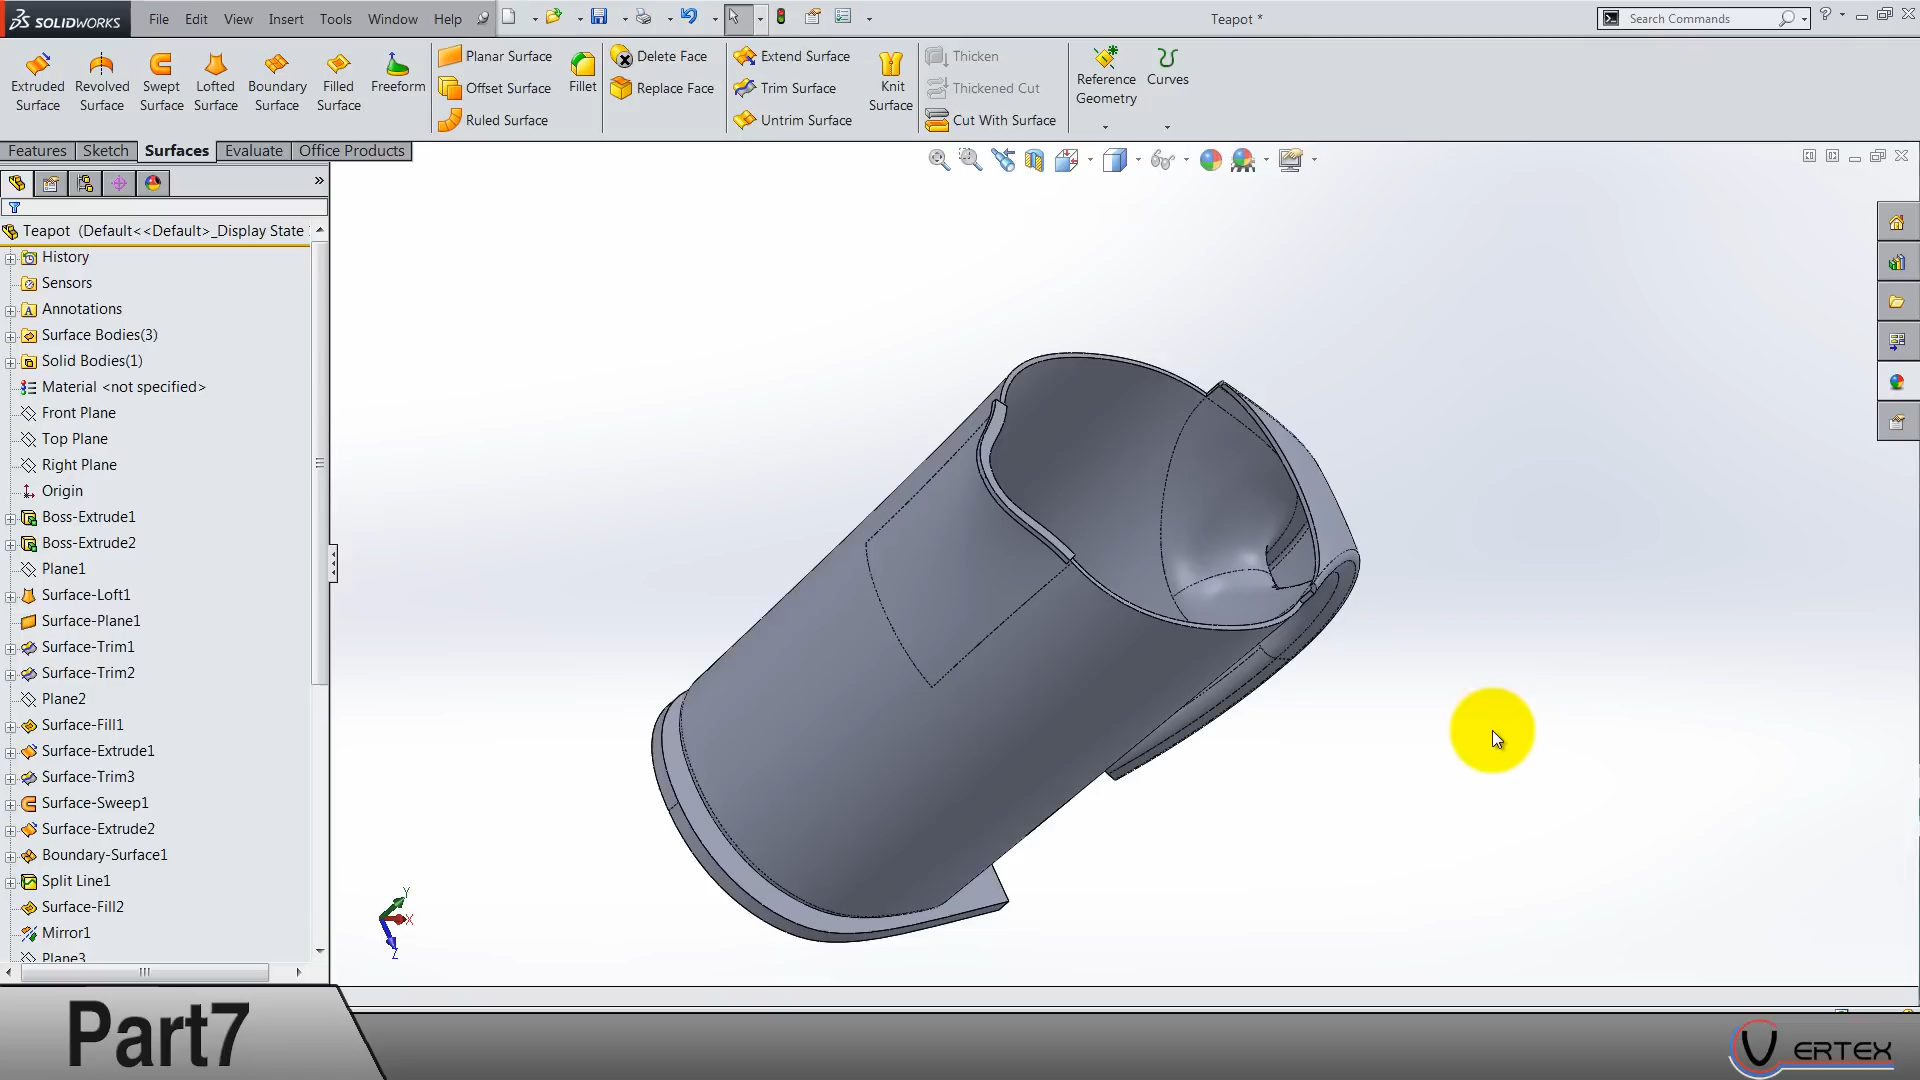 SOLIDWORKS
File Edit View Insert Tools Window Help
Teapot *
Search Commands
Extruded Surface
Revolved Surface
Swept Surface
Lofted Surface
Boundary Surface
Filled Surface
Freeform
Planar Surface
Offset Surface
Ruled Surface
Fillet
Delete Face
Replace Face
Extend Surface
Trim Surface
Untrim Surface
Knit Surface
Thicken
Thickened Cut
Cut With Surface
Reference Geometry
Curves
Features Sketch Surfaces Evaluate Office Products
Teapot (Default<<Default>_Display State
History
Sensors
Annotations
Surface Bodies(3)
Solid Bodies(1)
Material <not specified>
Front Plane
Top Plane
Right Plane
Origin
Boss-Extrude1
Boss-Extrude2
Plane1
Surface-Loft1
Surface-Plane1
Surface-Trim1
Surface-Trim2
Plane2
Surface-Fill1
Surface-Extrude1
Surface-Trim3
Surface-Sweep1
Surface-Extrude2
Boundary-Surface1
Split Line1
Surface-Fill2
Mirror1
Plane3
Y
X
Z
Part7
VERTEX